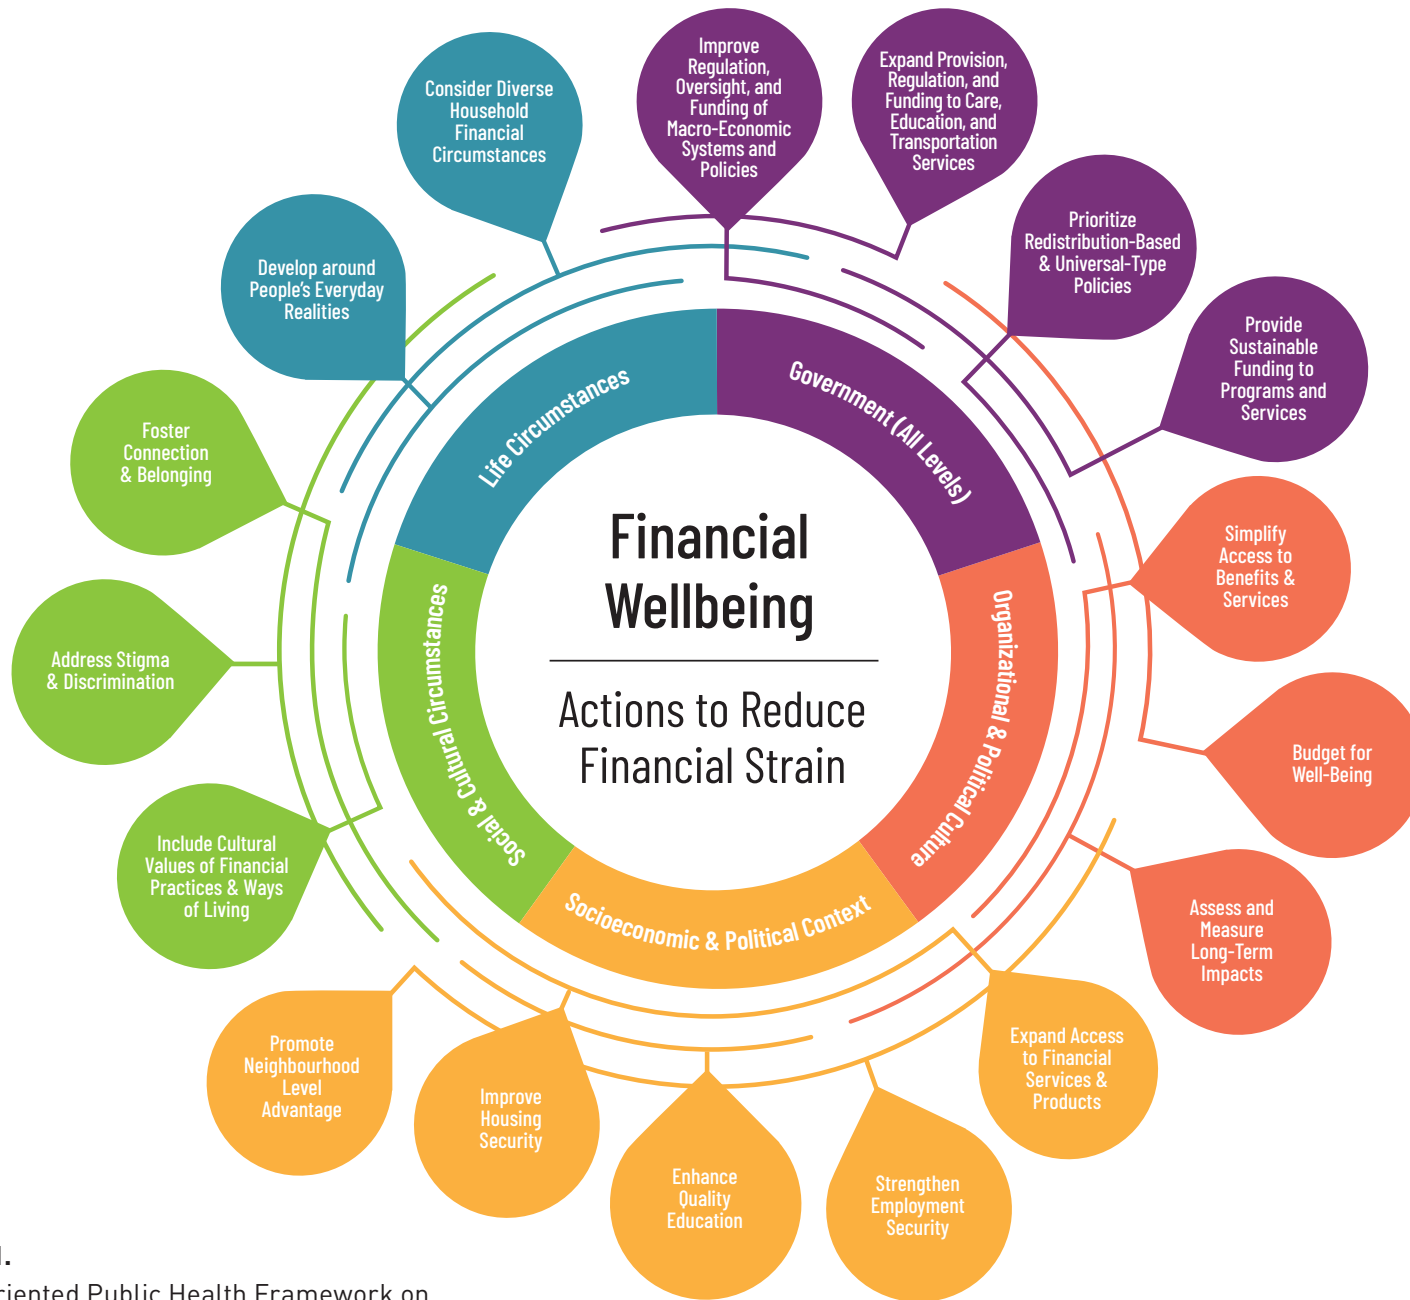 Improve
Regulation,
Oversight, and
Funding of
Macro-Economic
Systems and
Policies
Expand Provision,
Regulation, and
Funding to Care,
Education, and
Transportation
Services
Prioritize
Redistribution-Based
& Universal-Type
Policies
Provide
Sustainable
Funding to
Programs and
Services
Simplify
Access to
Benefits &
Services
Budget for
Well-Being
Assess and
Measure
Long-Term
Impacts
Expand Access
to Financial
Services &
Products
Strengthen
Employment
Security
Enhance
Quality
Education
Improve
Housing
Security
Promote
Neighbourhood
Level
Advantage
Include Cultural
Values of Financial
Practices & Ways
of Living
Address Stigma
& Discrimination
Foster
Connection
& Belonging
Develop around
People's Everyday
Realities
Consider Diverse
Household
Financial
Circumstances
Government (All Levels)
Organizational & Political Culture
Socioeconomic & Political Context
Social & Cultural Circumstances
Life Circumstances
Financial
Wellbeing
Actions to Reduce
Financial Strain
Public Health Framework on